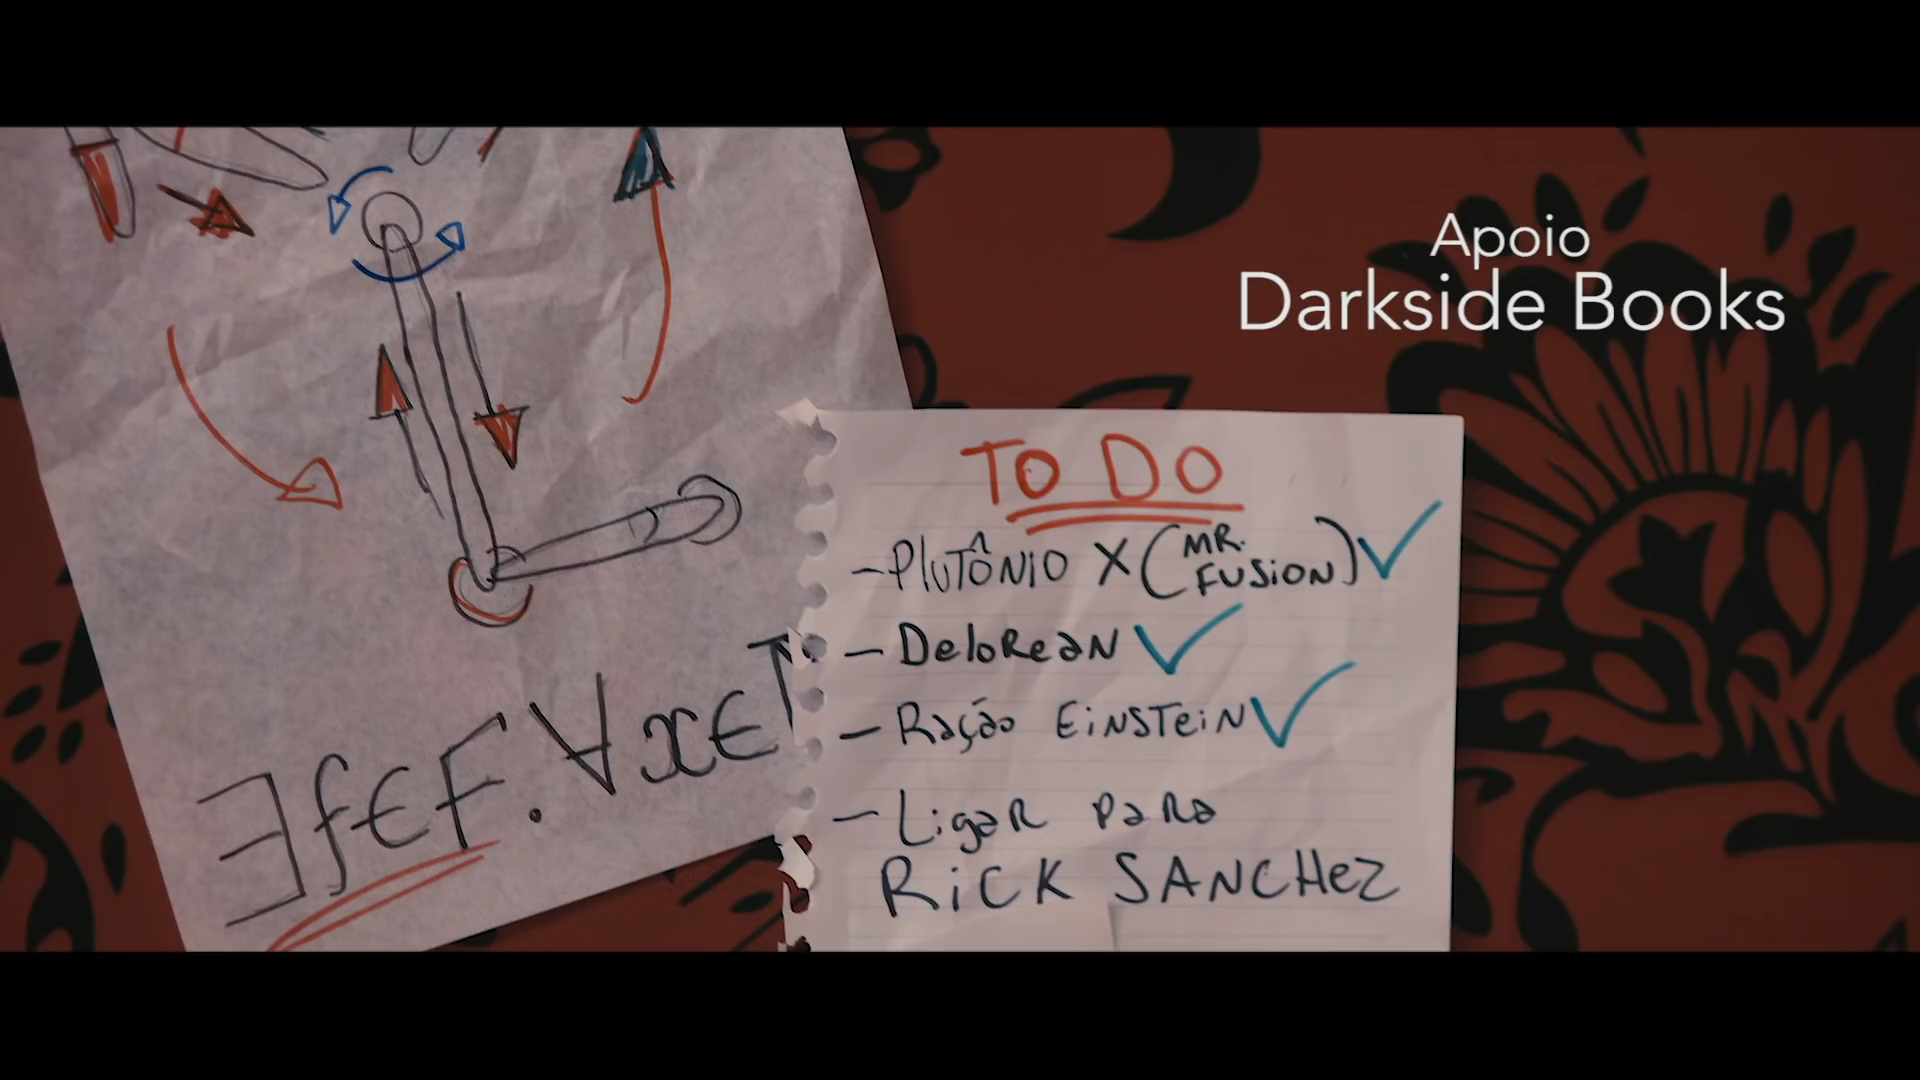 Apoio
Darkside Books
TO DO
- Plutônio X (MR. FUSION) ✓
- DeloRean ✓
- Ração EiNSTeiN ✓
- Ligar para
RiCK SANCHez
∃f∈F.∀x∈